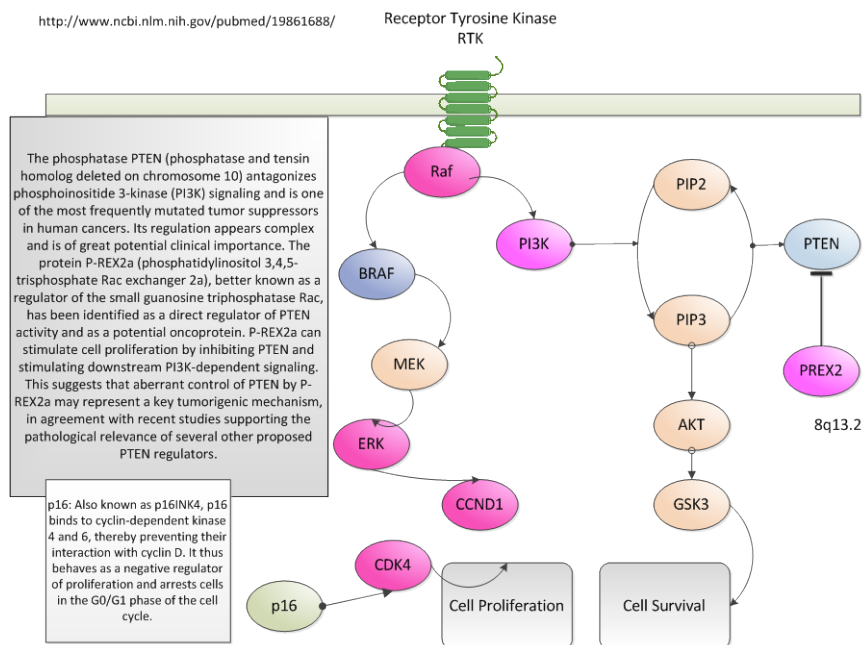 http://www.ncbi.nlm.nih.gov/pubmed/19861688/
Receptor Tyrosine Kinase
RTK
The phosphatase PTEN (phosphatase and tensin
homolog deleted on chromosome 10) antagonizes
phosphoinositide 3-kinase (PI3K) signaling and is one
of the most frequently mutated tumor suppressors
in human cancers. Its regulation appears complex
and is of great potential clinical importance. The
protein P-REX2a (phosphatidylinositol 3,4,5-
trisphosphate Rac exchanger 2a), better known as a
regulator of the small guanosine triphosphatase Rac,
has been identified as a direct regulator of PTEN
activity and as a potential oncoprotein. P-REX2a can
stimulate cell proliferation by inhibiting PTEN and
stimulating downstream PI3K-dependent signaling.
This suggests that aberrant control of PTEN by P-
REX2a may represent a key tumorigenic mechanism,
in agreement with recent studies supporting the
pathological relevance of several other proposed
PTEN regulators.
Raf
PIP2
PI3K
PTEN
BRAF
PIP3
MEK
PREX2
8q13.2
AKT
ERK
CCND1
GSK3
p16: Also known as p16INK4, p16
binds to cyclin-dependent kinase
4 and 6, thereby preventing their
interaction with cyclin D. It thus
behaves as a negative regulator
of proliferation and arrests cells
in the G0/G1 phase of the cell
cycle.
CDK4
p16
Cell Proliferation
Cell Survival